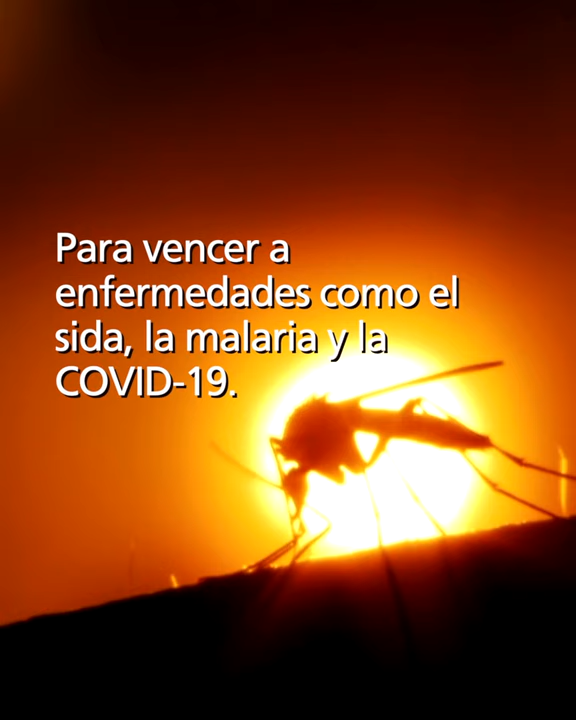 Para vencer a
enfermedades como el
sida, la malaria y la
COVID-19.